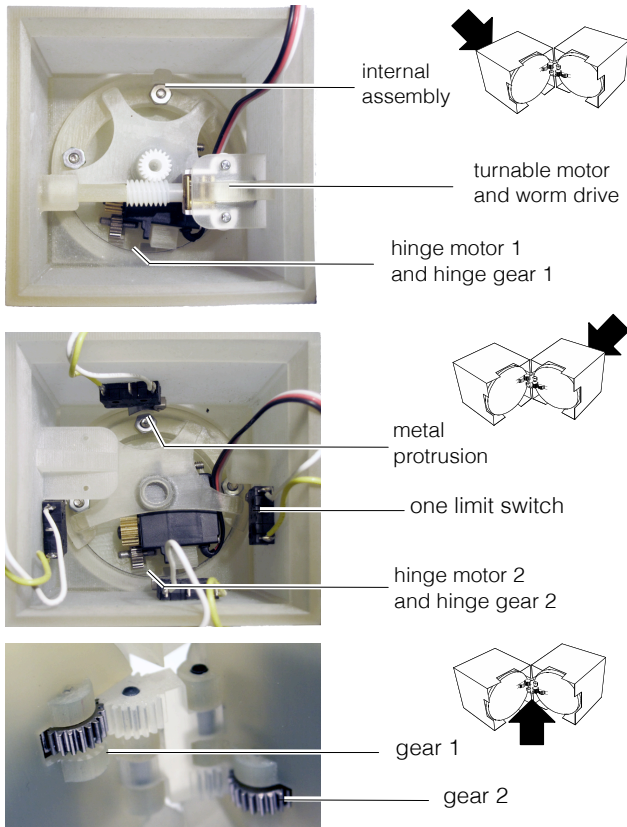 internal
assembly
turnable motor
and worm drive
hinge motor 1
and hinge gear 1
metal
protrusion
one limit switch
hinge motor 2
and hinge gear 2
gear 1
gear 2